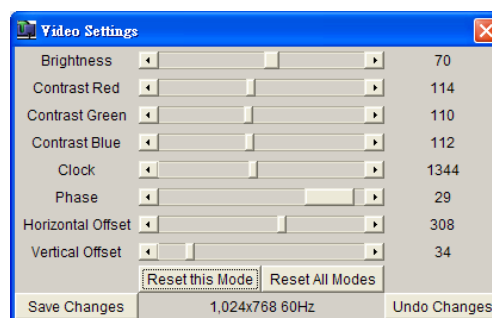 Video Settings
Brightness 70
Contrast Red 114
Contrast Green 110
Contrast Blue 112
Clock 1344
Phase 29
Horizontal Offset 308
Vertical Offset 34
Reset this Mode Reset All Modes
Save Changes 1,024x768 60Hz Undo Changes